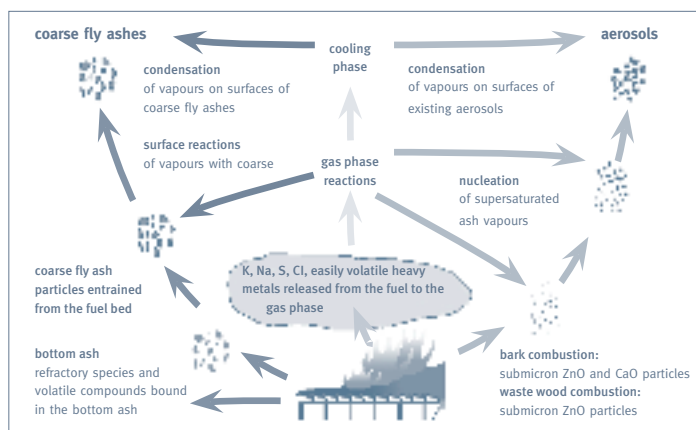 coarse fly ashes
aerosols
cooling
phase
condensation
of vapours on surfaces of
coarse fly ashes
condensation
of vapours on surfaces of
existing aerosols
surface reactions
of vapours with coarse
gas phase
reactions
nucleation
of supersaturated
ash vapours
K, Na, S, Cl, easily volatile heavy
metals released from the fuel to the
gas phase
coarse fly ash
particles entrained
from the fuel bed
bottom ash
refractory species and
volatile compounds bound
in the bottom ash
bark combustion:
submicron ZnO and CaO particles
waste wood combustion:
submicron ZnO particles